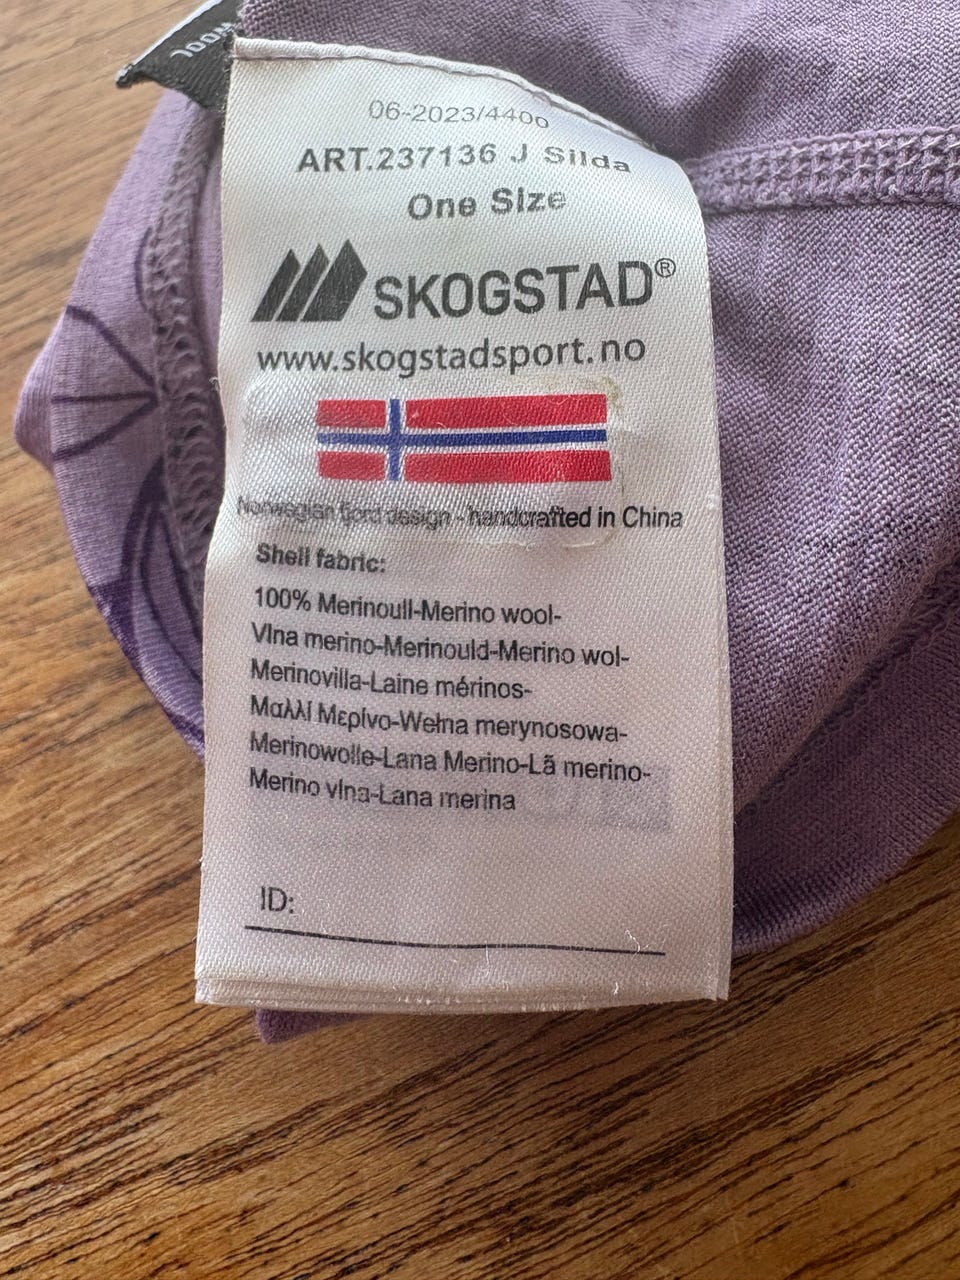 WOOL
06-2023/4400
ART.237136 J Silda
One Size
SKOGSTAD®
www.skogstadsport.no
Norwegian fjord design - handcrafted in China
Shell fabric:
100% Merinoull-Merino wool-
Vlna merino-Merinould-Merino wol-
Merinovilla-Laine mérinos-
Μαλλί Μερίνο-Wełna merynosowa-
Merinowolle-Lana Merino-Lã merino-
Merino vlna-Lana merina
ID: